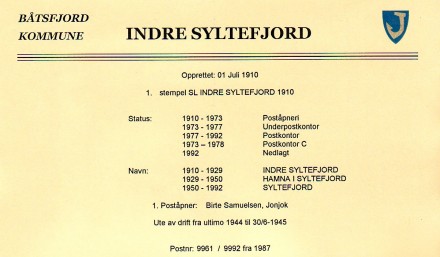 BÅTSFJORD
KOMMUNE
INDRE SYLTEFJORD
Opprettet: 01 Juli 1910
1. stempel SL INDRE SYLTEFJORD 1910
Status: 1910 - 1973 Poståpneri
1973 - 1977 Underpostkontor
1977 - 1992 Postkontor
1973 – 1978 Postkontor C
1992 Nedlagt
Navn: 1910 - 1929 INDRE SYLTEFJORD
1929 - 1950 HAMNA I SYLTEFJORD
1950 - 1992 SYLTEFJORD
1. Poståpner: Birte Samuelsen, Jonjok
Ute av drift fra ultimo 1944 til 30/6-1945
Postnr: 9961 / 9992 fra 1987